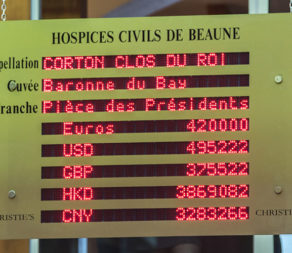 HOSPICES CIVILS DE BEAUNE
pellation CORTON CLOS DU ROI
Cuvée Baronne du Bay
ranche Pièce des Présidents
Euros 420000
USD 495222
GBP 375522
HKD 3869082
CNY 3283266
HRISTIE'S CHRISTIE